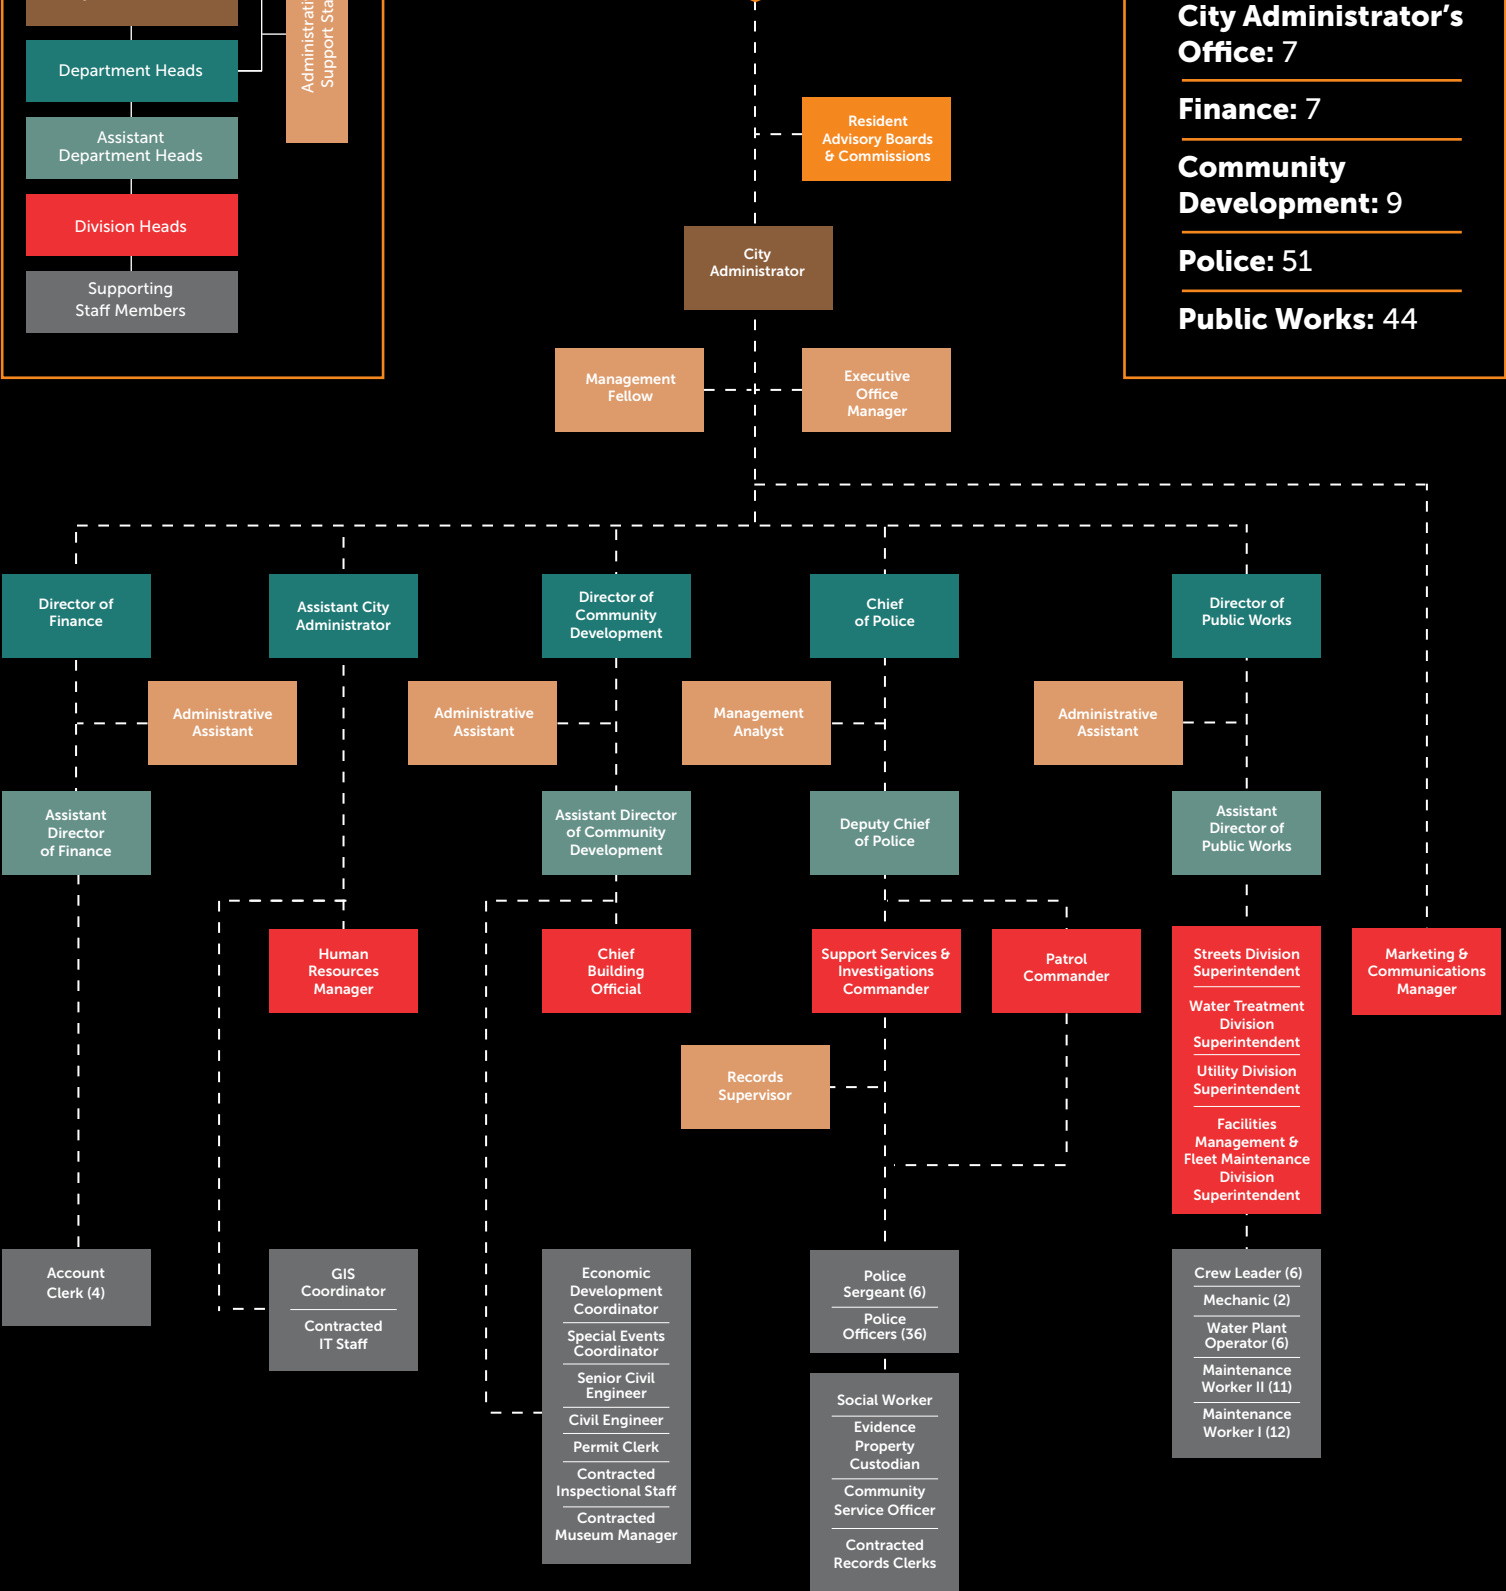 Department Heads
Assistant
Department Heads
Division Heads
Supporting
Staff Members
City Administrator’s
Office: 7
Finance: 7
Community
Development: 9
Police: 51
Public Works: 44
Resident
Advisory Boards
& Commissions
City
Administrator
Management
Fellow
Executive
Office
Manager
Director of
Finance
Assistant City
Administrator
Director of
Community
Development
Chief
of Police
Director of
Public Works
Administrative
Assistant
Administrative
Assistant
Management
Analyst
Administrative
Assistant
Assistant
Director
of Finance
Assistant Director
of Community
Development
Deputy Chief
of Police
Assistant
Director of
Public Works
Human
Resources
Manager
Chief
Building
Official
Support Services &
Investigations
Commander
Patrol
Commander
Streets Division
Superintendent
Water Treatment
Division
Superintendent
Utility Division
Superintendent
Facilities
Management &
Fleet Maintenance
Division
Superintendent
Marketing &
Communications
Manager
Records
Supervisor
Account
Clerk (4)
GIS
Coordinator
Contracted
IT Staff
Economic
Development
Coordinator
Special Events
Coordinator
Senior Civil
Engineer
Civil Engineer
Permit Clerk
Contracted
Inspectional Staff
Contracted
Museum Manager
Police
Sergeant (6)
Police
Officers (36)
Social Worker
Evidence
Property
Custodian
Community
Service Officer
Contracted
Records Clerks
Crew Leader (6)
Mechanic (2)
Water Plant
Operator (6)
Maintenance
Worker II (11)
Maintenance
Worker I (12)